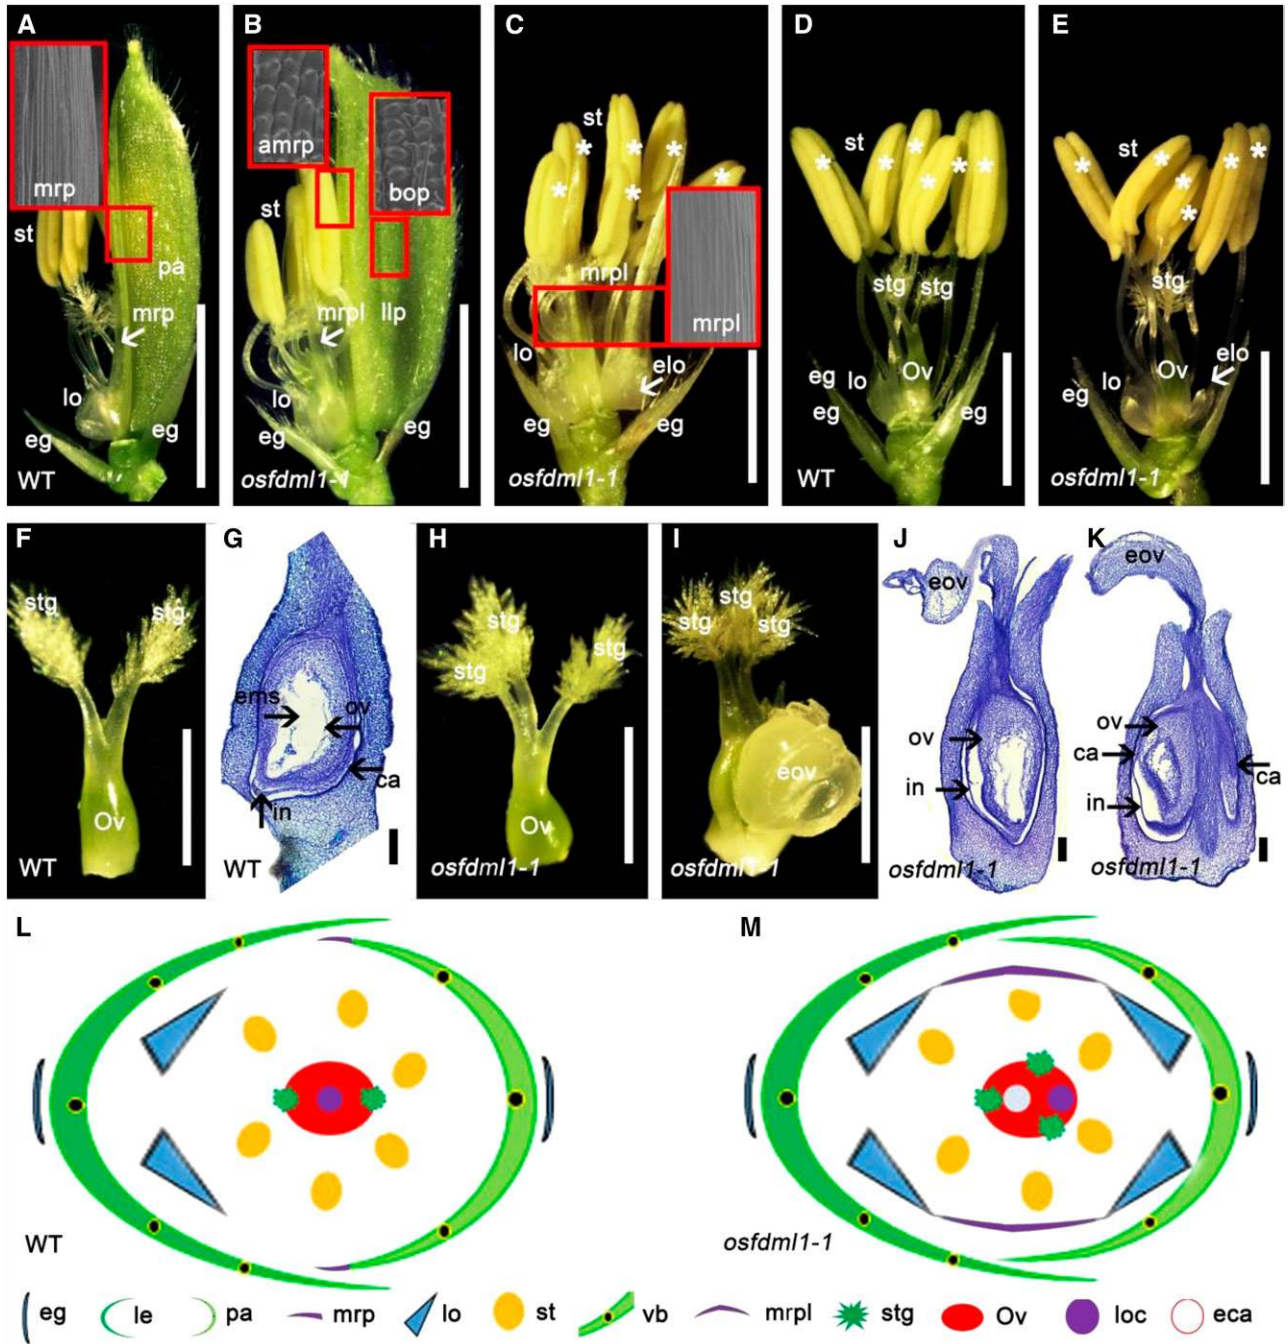 A
mrp
st
pa
mrp
lo
eg
eg
WT
B
amrp
bop
st
mrpl
llp
lo
eg
eg
osfdml1-1
C
st
*
*
*
*
*
*
mrpl
mrpl
lo
elo
eg
eg
osfdml1-1
D
st
*
*
*
*
*
*
stg
stg
eg
lo
Ov
eg
eg
WT
E
st
*
*
*
*
*
stg
Ov
elo
lo
eg
osfdml1-1
F
stg
stg
Ov
WT
G
ems
ov
ca
in
WT
H
stg
stg
stg
Ov
osfdml1-1
I
stg
stg
stg
eov
osfdml1-1
J
eov
ov
in
osfdml1-1
K
eov
ov
ca
ca
in
osfdml1-1
L
WT
M
osfdml1-1
eg le pa mrp lo st vb mrpl stg Ov loc eca